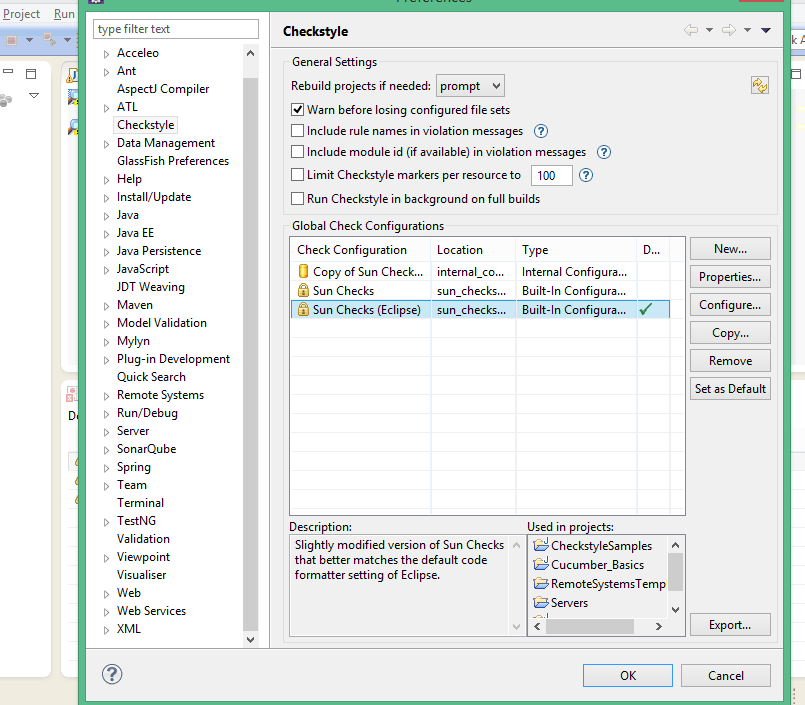 Preferences
Project Run
type filter text
Acceleo
Ant
AspectJ Compiler
ATL
Checkstyle
Data Management
GlassFish Preferences
Help
Install/Update
Java
Java EE
Java Persistence
JavaScript
JDT Weaving
Maven
Model Validation
Mylyn
Plug-in Development
Quick Search
Remote Systems
Run/Debug
Server
SonarQube
Spring
Team
Terminal
TestNG
Validation
Viewpoint
Visualiser
Web
Web Services
XML
Checkstyle
General Settings
Rebuild projects if needed: prompt
Warn before losing configured file sets
Include rule names in violation messages
Include module id (if available) in violation messages
Limit Checkstyle markers per resource to 100
Run Checkstyle in background on full builds
Global Check Configurations
Check Configuration Location Type D...
Copy of Sun Check... internal_co... Internal Configura...
Sun Checks sun_checks... Built-In Configura...
Sun Checks (Eclipse) sun_checks... Built-In Configura...
New...
Properties...
Configure...
Copy...
Remove
Set as Default
Description:
Slightly modified version of Sun Checks
that better matches the default code
formatter setting of Eclipse.
Used in projects:
CheckstyleSamples
Cucumber_Basics
RemoteSystemsTemp
Servers
Export...
OK Cancel